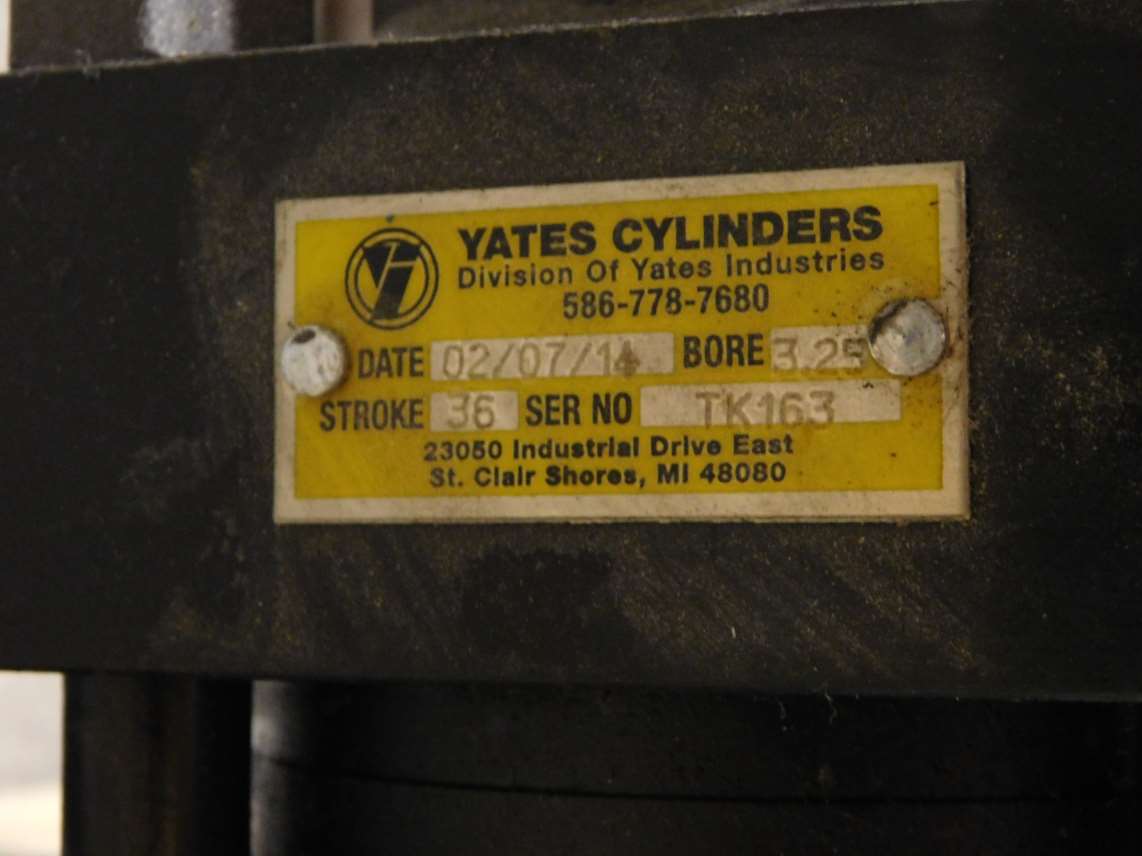 YATES CYLINDERS
Division Of Yates Industries
586-778-7680
DATE 02/07/14 BORE 3.25
STROKE 36 SER NO TK163
23050 Industrial Drive East
St. Clair Shores, MI 48080